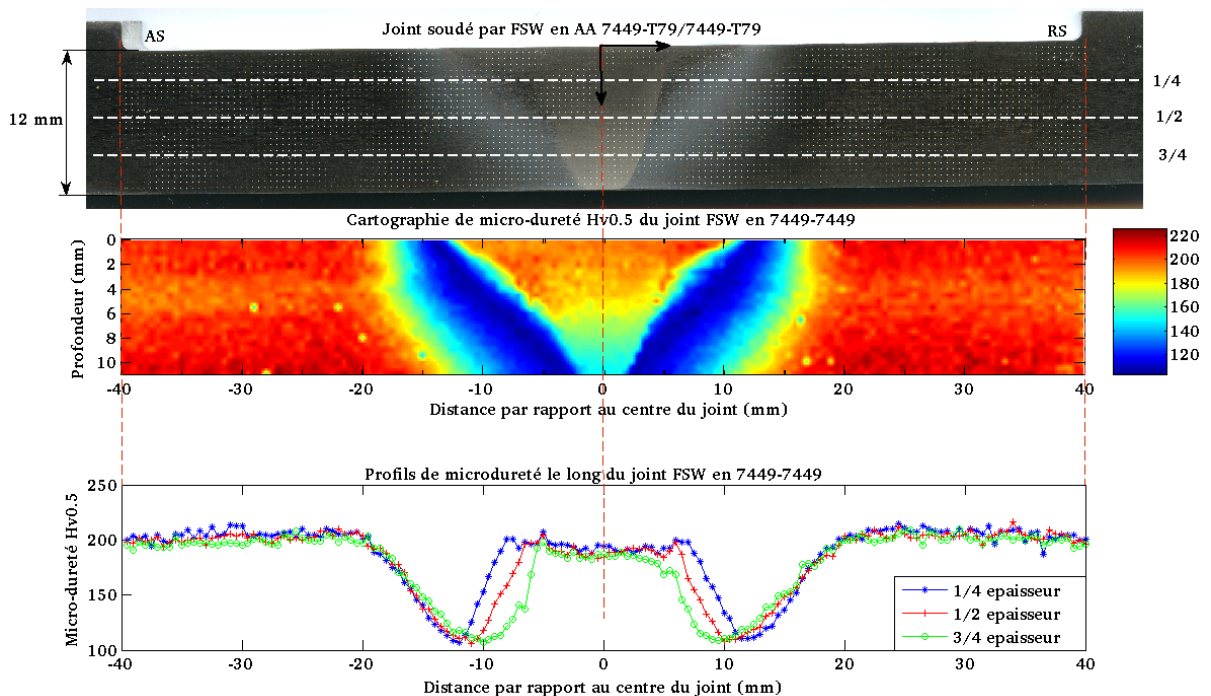 Joint soudé par FSW en AA 7449-T79/7449-T79
AS
RS
1/4
1/2
3/4
12 mm
Cartographie de micro-dureté Hv0.5 du joint FSW en 7449-7449
Profondeur (mm)
0
2
4
6
8
10
-40 -30 -20 -10 0 10 20 30 40
Distance par rapport au centre du joint (mm)
220
200
180
160
140
120
Profils de microdureté le long du joint FSW en 7449-7449
Micro-dureté Hv0.5
250
200
150
100
1/4 epaisseur
1/2 epaisseur
3/4 epaisseur
-40 -30 -20 -10 0 10 20 30 40
Distance par rapport au centre du joint (mm)